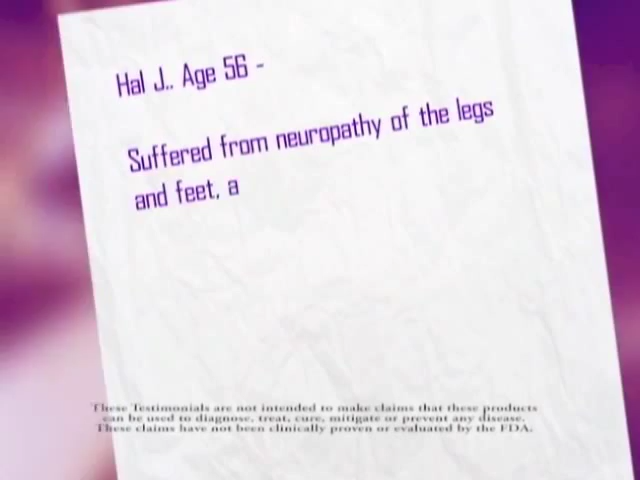 Hal J.. Age 56 -
Suffered from neuropathy of the legs
and feet, a
These Testimonials are not intended to make claims that these products
can be used to diagnose, treat, cure, mitigate or prevent any disease.
These claims have not been clinically proven or evaluated by the FDA.